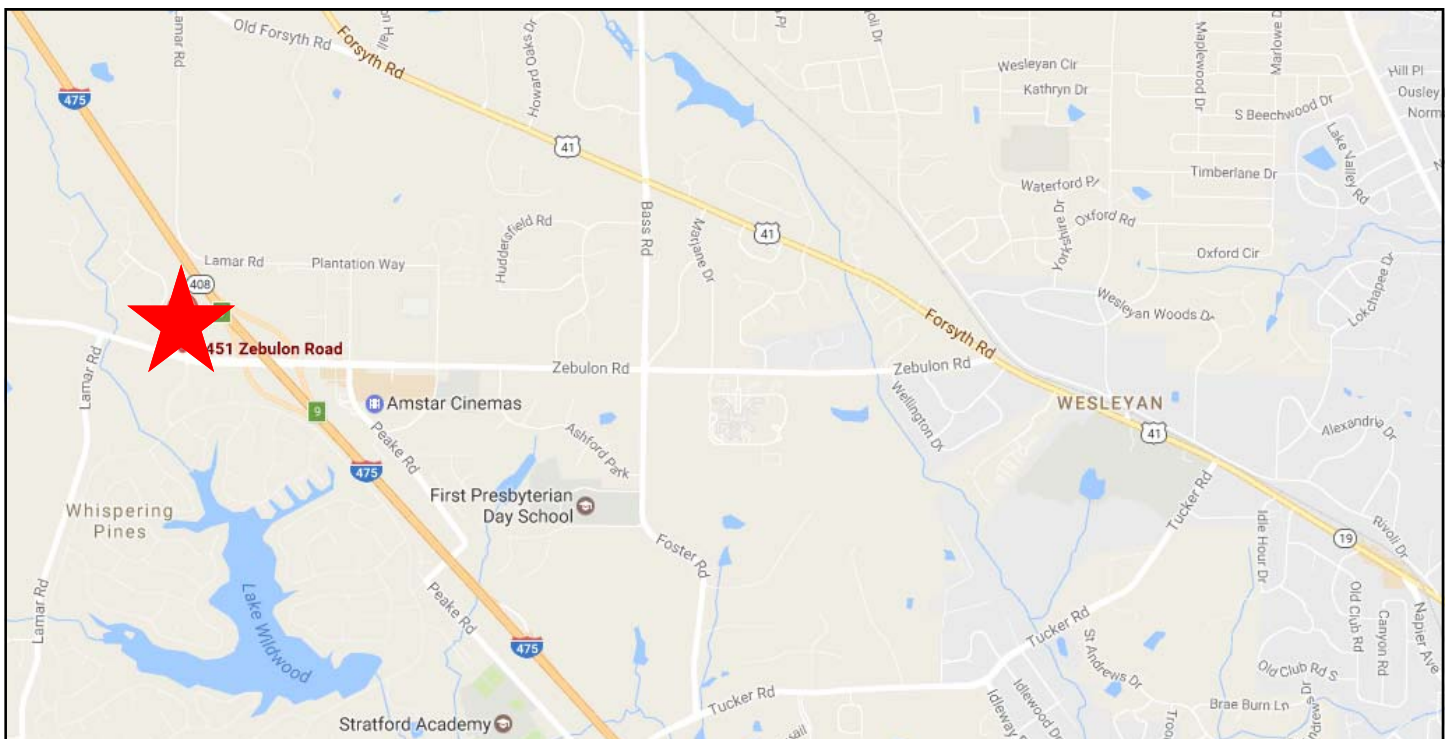 Lamar Rd
Old Forsyth Rd
Forsyth Rd
Howard Oaks Dr
Wesleyan Cir
Kathryn Dr
Maplewood Dr
Hill Pl
Ousley
Norm
S Beechwood Dr
475
41
Lake Valley Rd
Timberlane Dr
Waterford Pl
Yorkshire Dr
Oxford Rd
Oxford Cir
Bass Rd
Huddersfield Rd
Marjane Dr
41
Lamar Rd
Plantation Way
408
Lokchapee Dr
Wesleyan Woods Dr
Forsyth Rd
451 Zebulon Road
Zebulon Rd
Zebulon Rd
Lamar Rd
9
Amstar Cinemas
Wellington Dr
WESLEYAN
41
Alexandria Dr
Peake Rd
Ashford Park
475
First Presbyterian
Day School
Whispering
Pines
Foster Rd
Tucker Rd
Idle Hour Dr
19
Rivoli Dr
Lamar Rd
Lake Wildwood
Peake Rd
475
Old Club Rd
Canyon Rd
Napier Ave
Tucker Rd
St Andrews Dr
Old Club Rd S
Tucker Rd
Idleway
Idlewood Dr
Brae Burn Ln
Stratford Academy